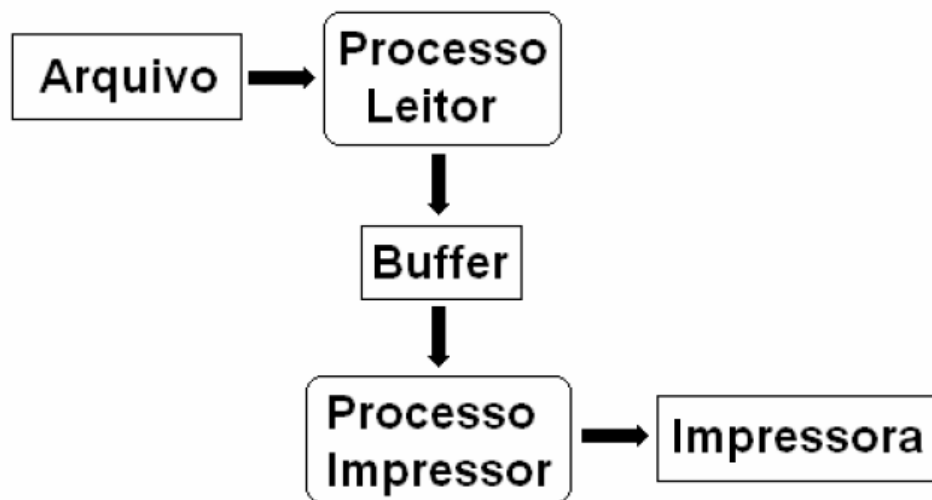 Arquivo
Processo
Leitor
Buffer
Processo
Impressor
Impressora